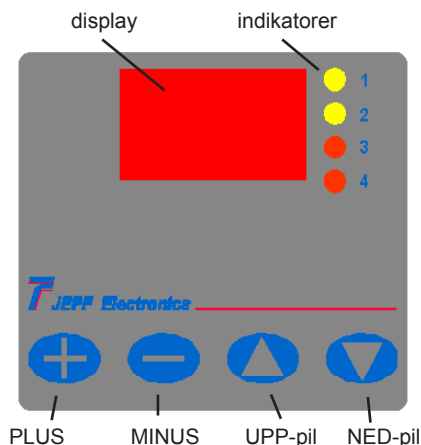 display indikatorer
1
2
3
4
JEFF Electronics
PLUS MINUS UPP-pil NED-pil